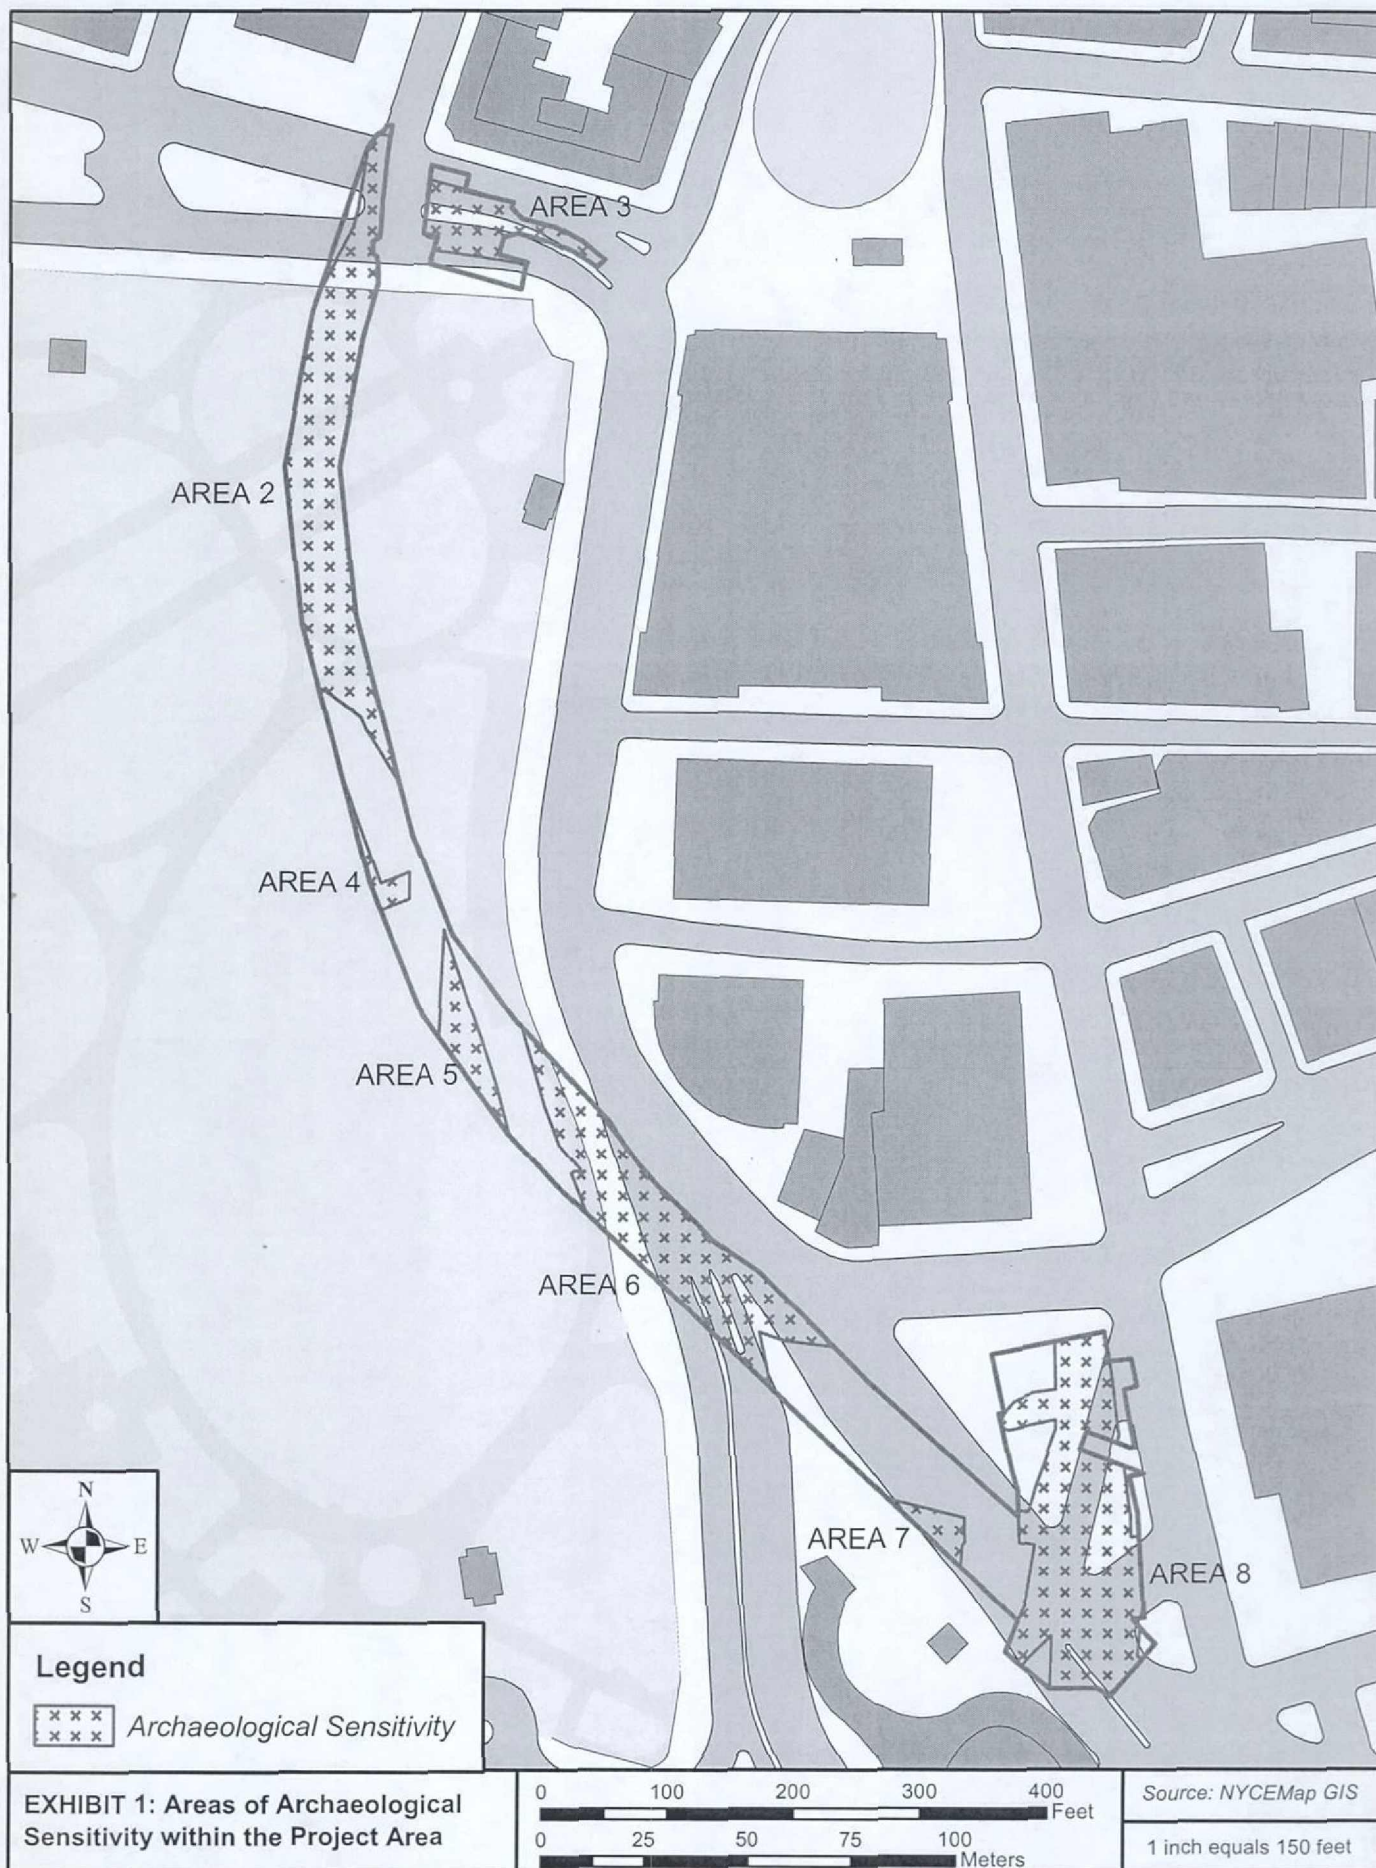 AREA 3
AREA 2
AREA 4
AREA 5
AREA 6
AREA 7
AREA 8
N
W E
S
Legend
Archaeological Sensitivity
EXHIBIT 1: Areas of Archaeological
Sensitivity within the Project Area
0 100 200 300 400
Feet
0 25 50 75 100
Meters
Source: NYCEMap GIS
1 inch equals 150 feet